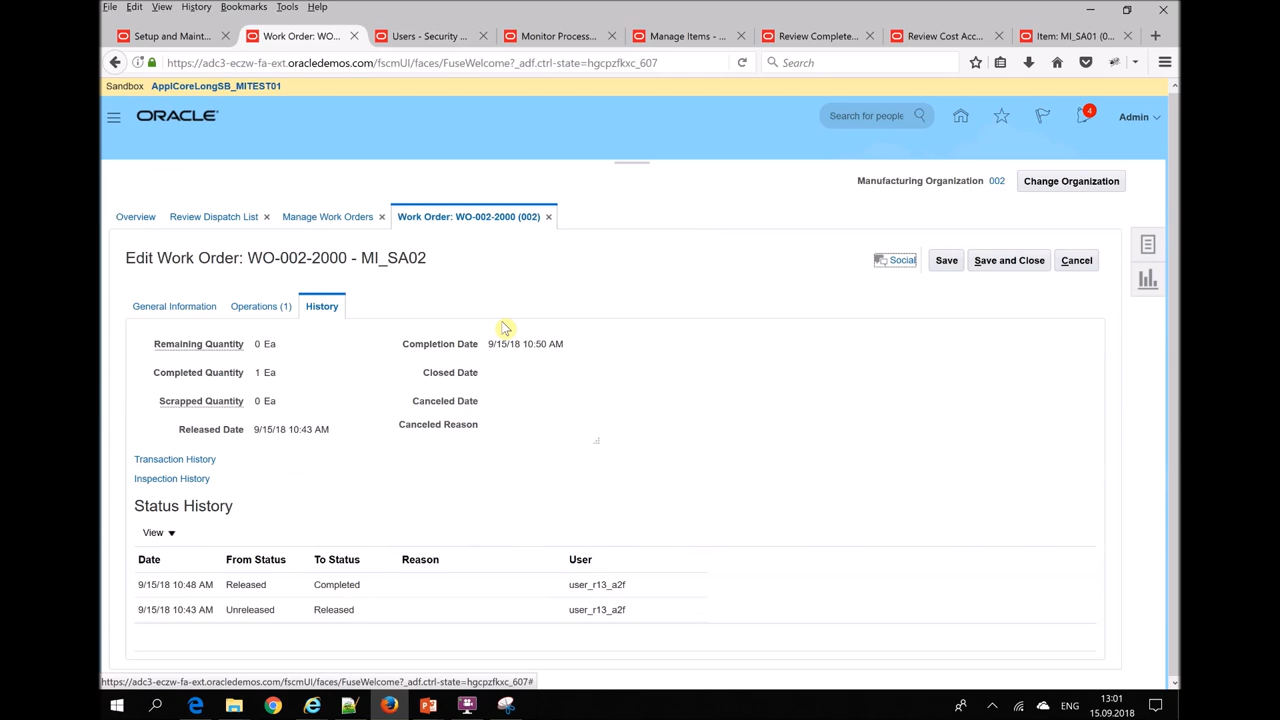 File Edit View History Bookmarks Tools Help
Setup and Maint... Work Order: WO... Users - Security ... Monitor Process... Manage Items - ... Review Complete... Review Cost Acc... Item: MI_SA01 (0...
https://adc3-eczw-fa-ext.oracledemos.com/fscmUI/faces/FuseWelcome?_adf.ctrl-state=hgcpzfkxc_607 Search
Sandbox ApplCoreLongSB_MITEST01
ORACLE Search for people 4 Admin
Manufacturing Organization 002 Change Organization
Overview Review Dispatch List Manage Work Orders Work Order: WO-002-2000 (002)
Edit Work Order: WO-002-2000 - MI_SA02 Social Save Save and Close Cancel
General Information Operations (1) History
Remaining Quantity 0 Ea Completion Date 9/15/18 10:50 AM
Completed Quantity 1 Ea Closed Date
Scrapped Quantity 0 Ea Canceled Date
Released Date 9/15/18 10:43 AM Canceled Reason
Transaction History
Inspection History
Status History
View
Date From Status To Status Reason User
9/15/18 10:48 AM Released Completed user_r13_a2f
9/15/18 10:43 AM Unreleased Released user_r13_a2f
https://adc3-eczw-fa-ext.oracledemos.com/fscmUI/faces/FuseWelcome?_adf.ctrl-state=hgcpzfkxc_607#
ENG 13:01
15.09.2018